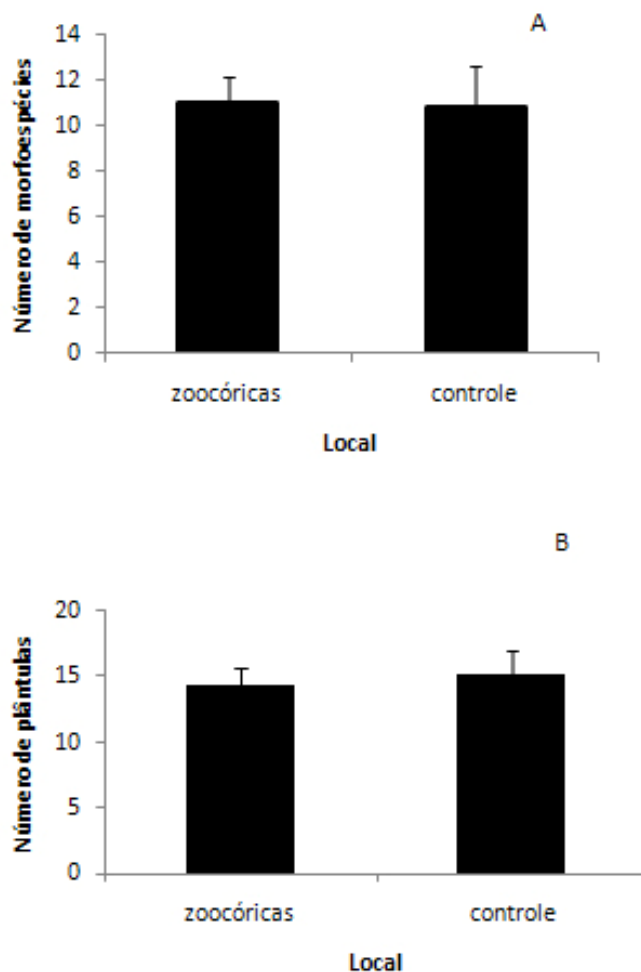 A
14
12
10
8
6
4
2
0
Número de morfoespécies
zoocóricas controle
Local
B
20
15
10
5
0
Número de plântulas
zoocóricas controle
Local